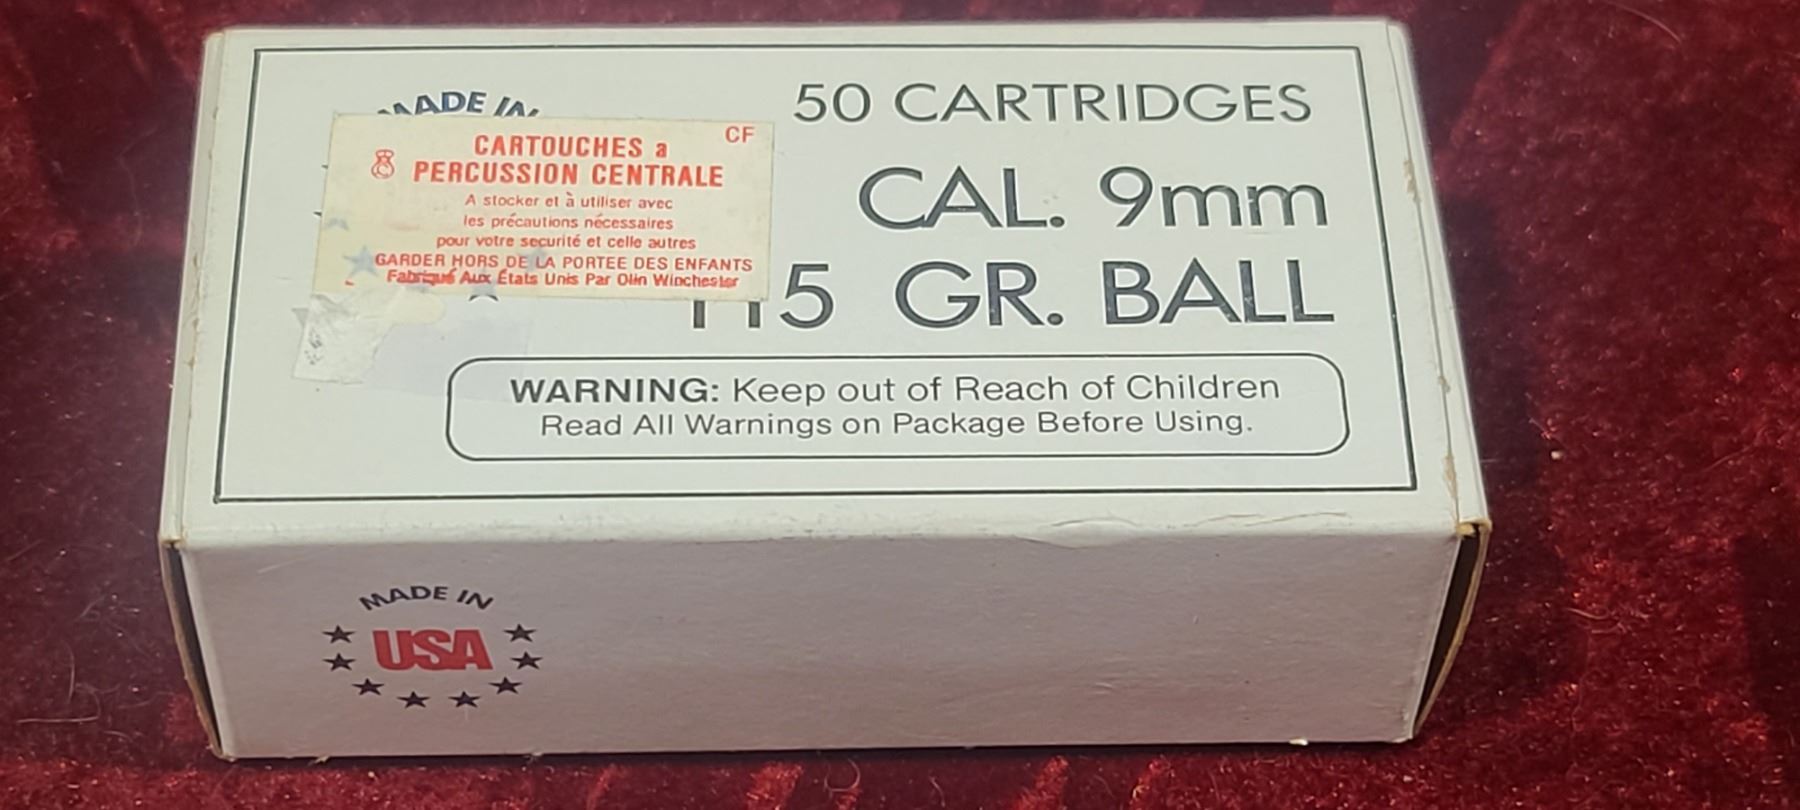 MADE IN
50 CARTRIDGES
CARTOUCHES a
CF
PERCUSSION CENTRALE
A stocker et à utiliser avec
les précautions nécessaires
pour votre securité et celle autres
GARDER HORS DE LA PORTEE DES ENFANTS
Fabriqué Aux États Unis Par Olin Winchester
CAL. 9mm
115 GR. BALL
WARNING: Keep out of Reach of Children
Read All Warnings on Package Before Using.
MADE IN
USA